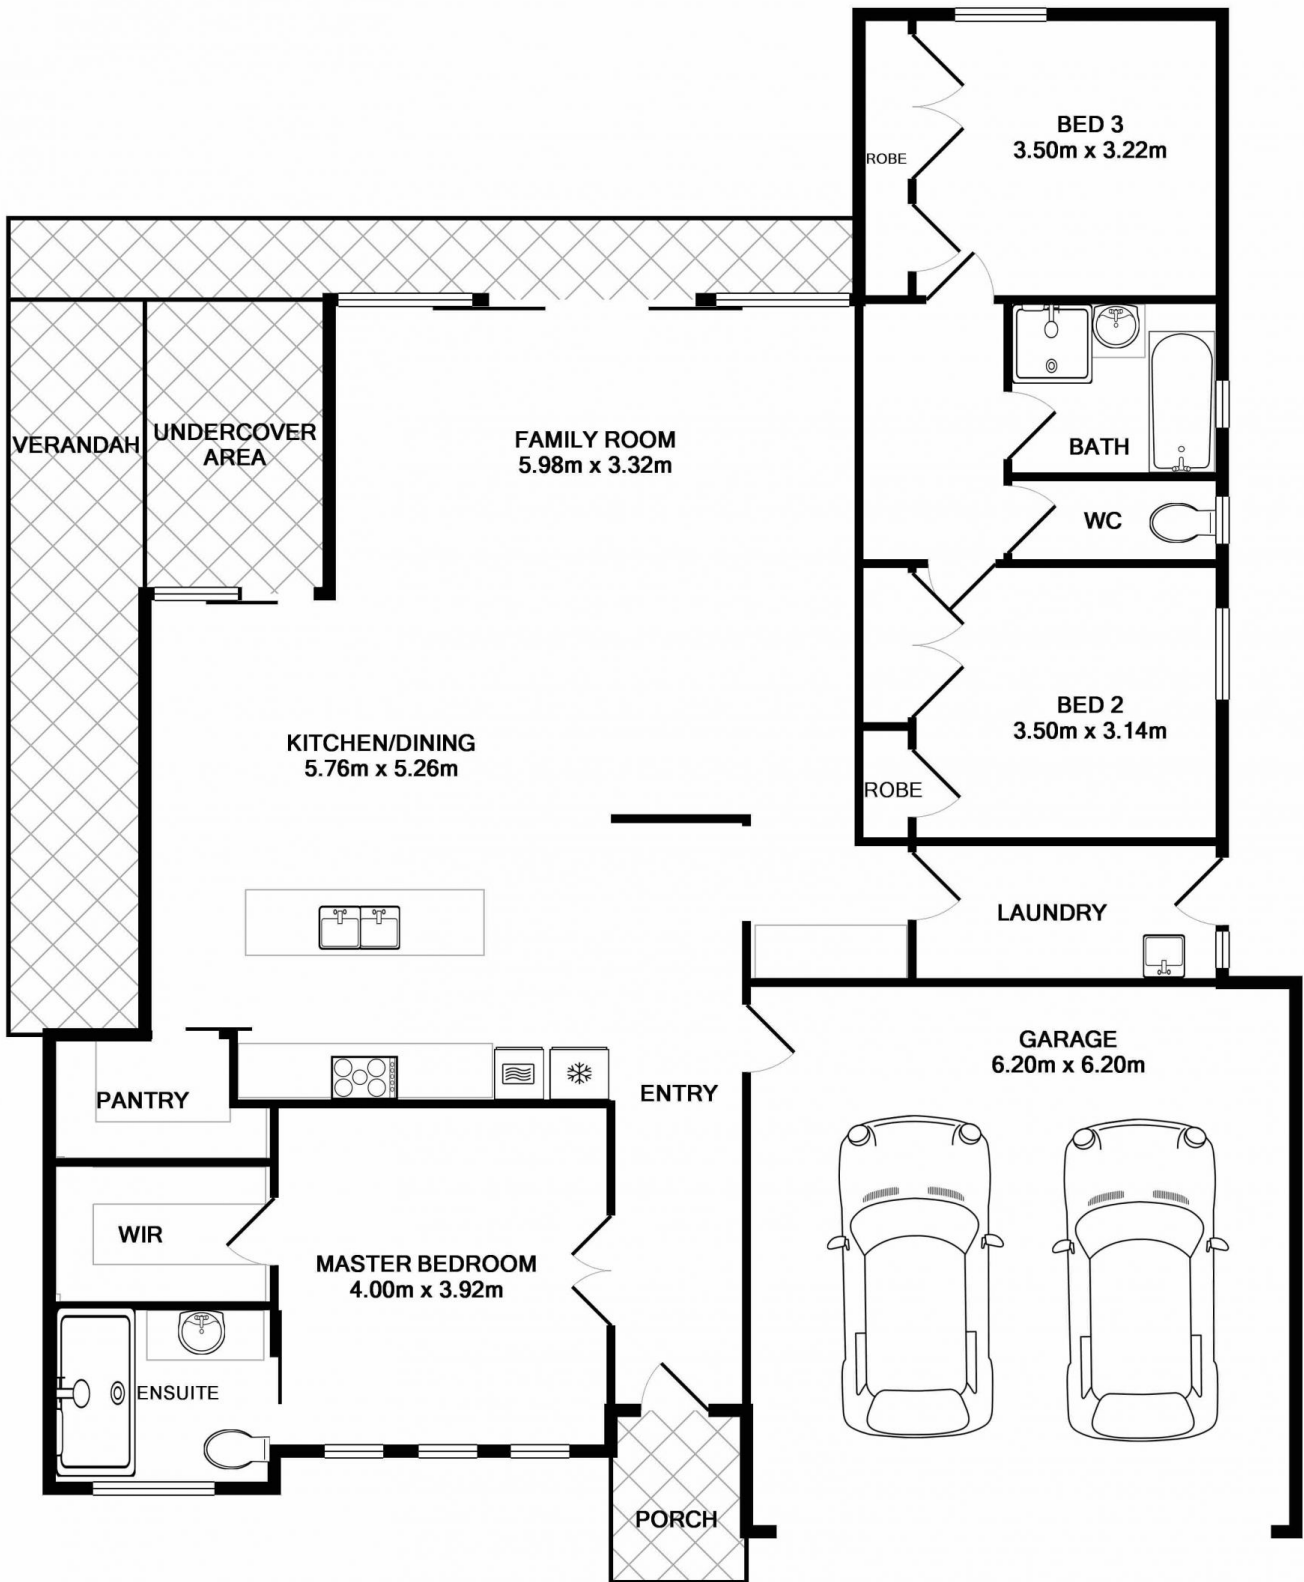 BED 3
3.50m x 3.22m
ROBE
VERANDAH
UNDERCOVER
AREA
FAMILY ROOM
5.98m x 3.32m
BATH
WC
BED 2
3.50m x 3.14m
KITCHEN/DINING
5.76m x 5.26m
ROBE
LAUNDRY
GARAGE
6.20m x 6.20m
ENTRY
PANTRY
WIR
MASTER BEDROOM
4.00m x 3.92m
ENSUITE
PORCH